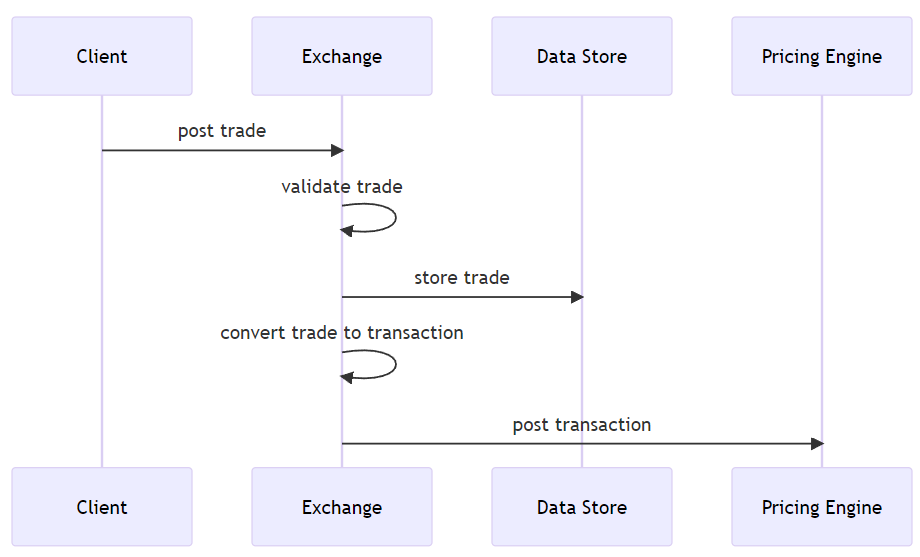 Client
Exchange
Data Store
Pricing Engine
post trade
validate trade
store trade
convert trade to transaction
post transaction
Client
Exchange
Data Store
Pricing Engine